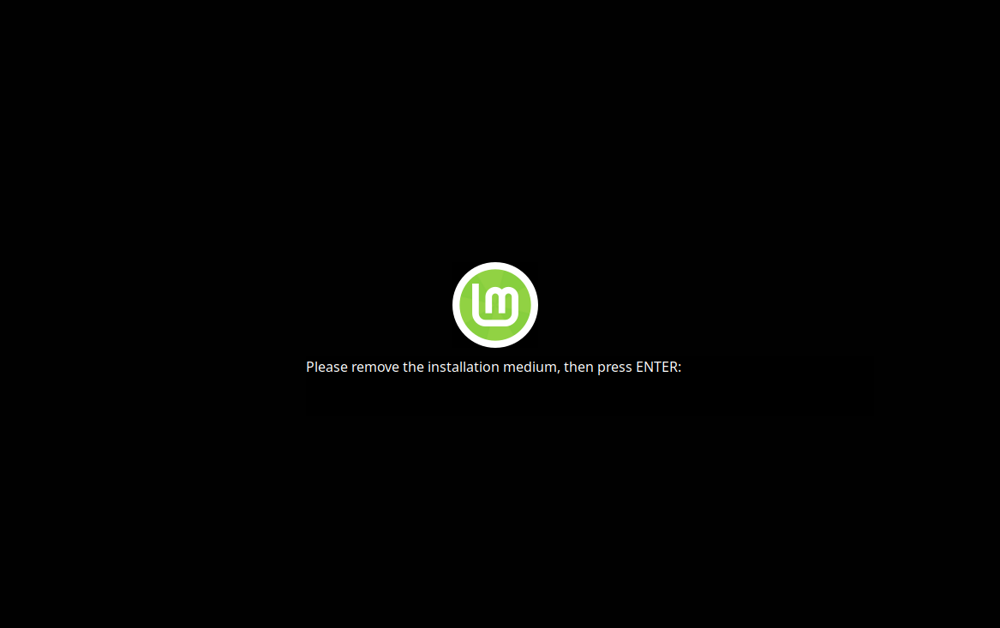 Please remove the installation medium, then press ENTER: